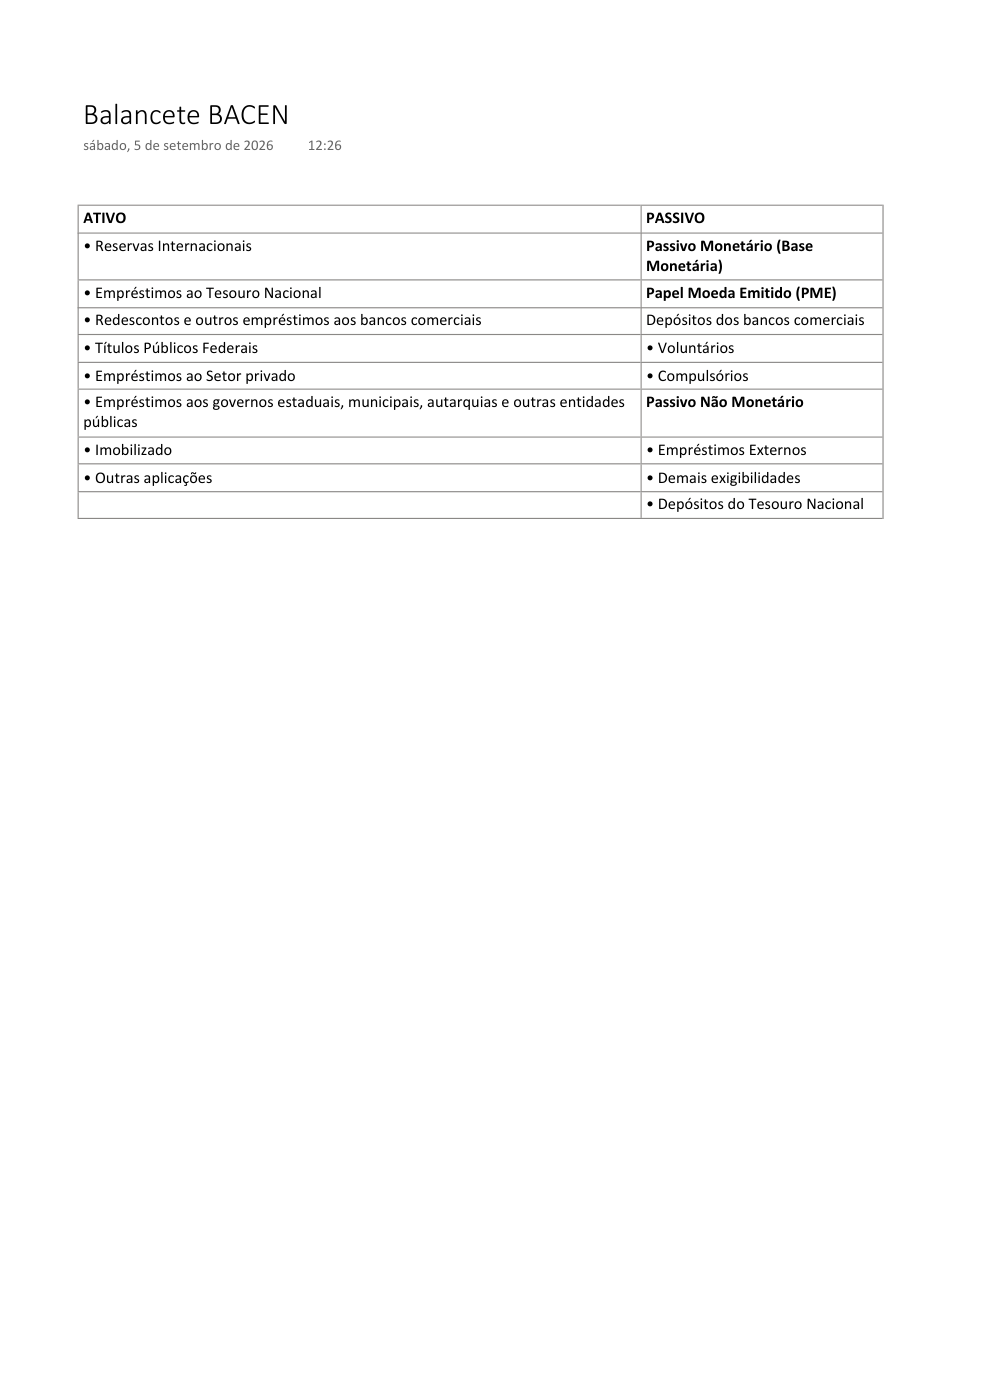 Balancete BACEN
sábado, 5 de setembro de 2026 12:26
ATIVO PASSIVO
• Reservas Internacionais Passivo Monetário (Base
Monetária)
• Empréstimos ao Tesouro Nacional Papel Moeda Emitido (PME)
• Redescontos e outros empréstimos aos bancos comerciais Depósitos dos bancos comerciais
• Títulos Públicos Federais • Voluntários
• Empréstimos ao Setor privado • Compulsórios
• Empréstimos aos governos estaduais, municipais, autarquias e outras entidades Passivo Não Monetário
públicas
• Imobilizado • Empréstimos Externos
• Outras aplicações • Demais exigibilidades
• Depósitos do Tesouro Nacional